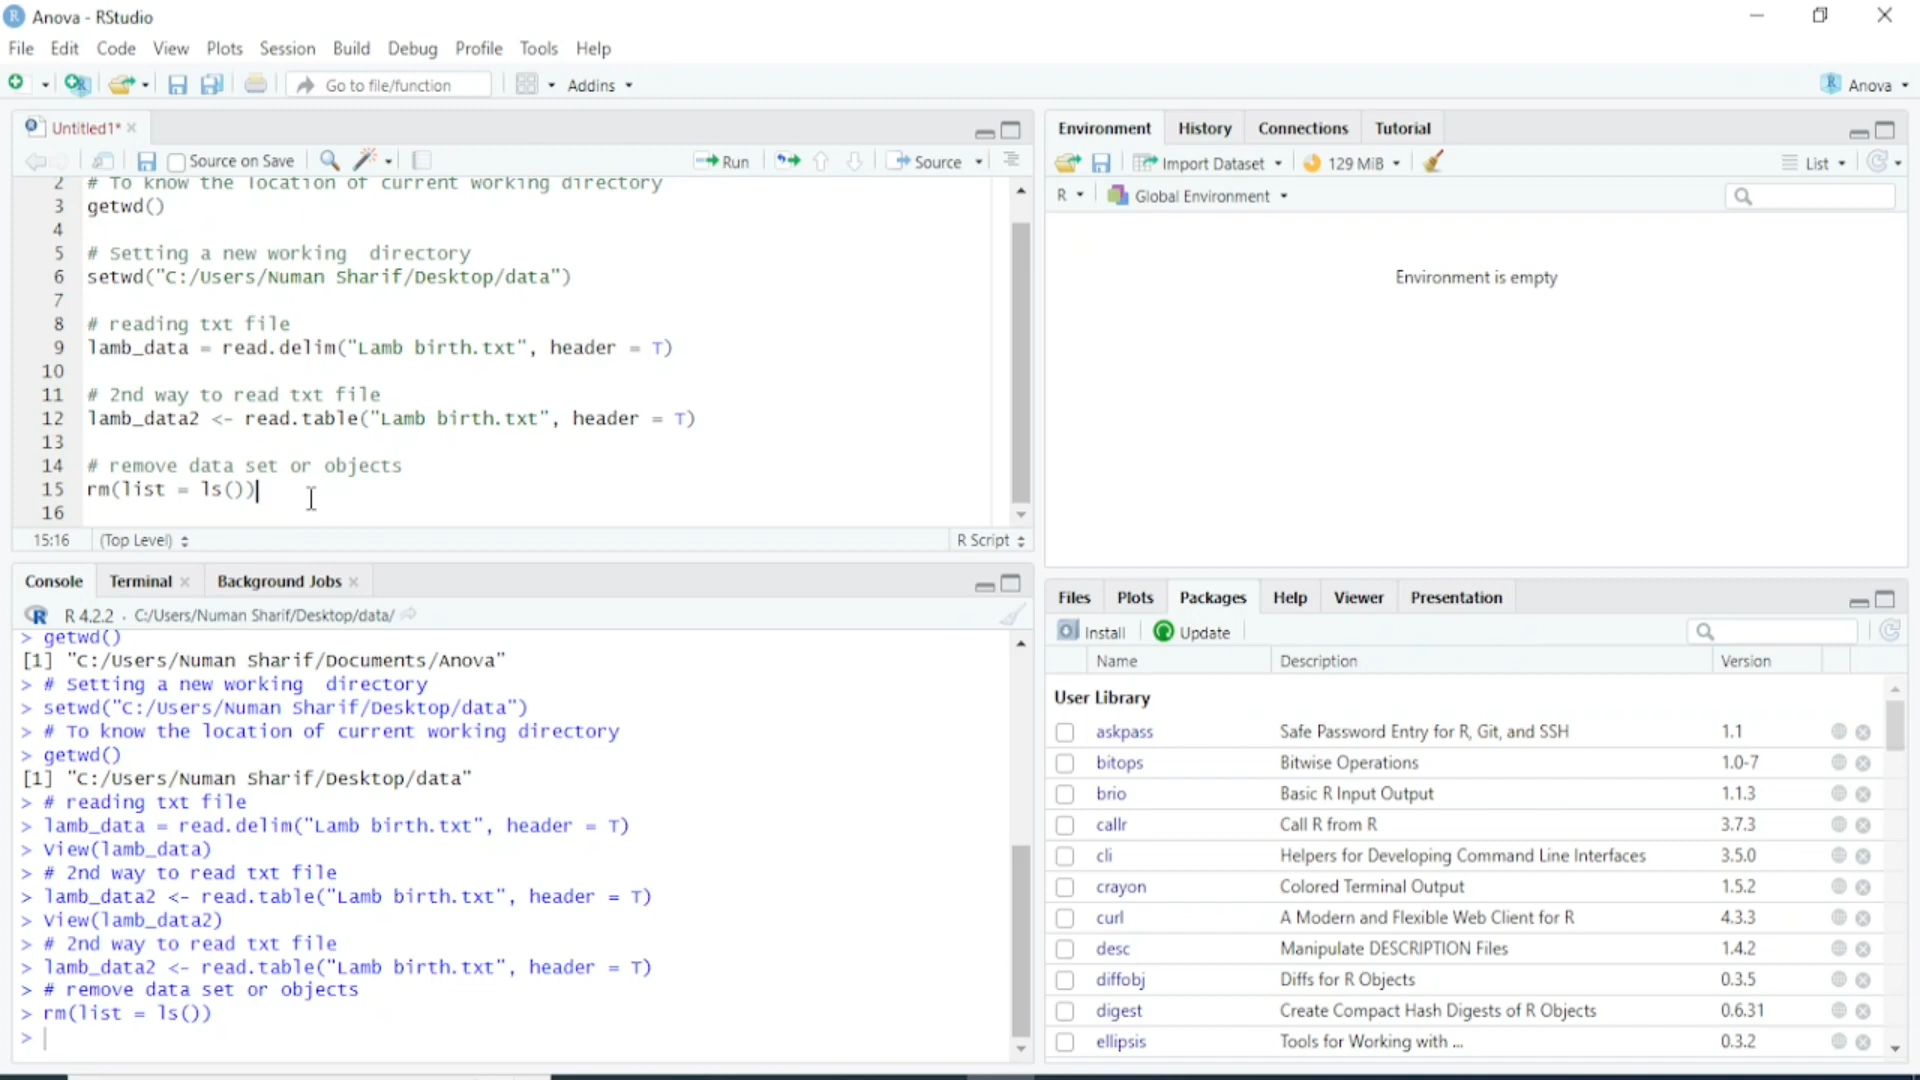 Anova - RStudio
File Edit Code View Plots Session Build Debug Profile Tools Help
Go to file/function Addins Anova
Untitled1*
Source on Save Run Source
2 # To know the location of current working directory
3 getwd()
4
5 # Setting a new working  directory
6 setwd("C:/Users/Numan Sharif/Desktop/data")
7
8 # reading txt file
9 lamb_data = read.delim("Lamb birth.txt", header = T)
10
11 # 2nd way to read txt file
12 lamb_data2 <- read.table("Lamb birth.txt", header = T)
13
14 # remove data set or objects
15 rm(list = ls())
16
15:16 (Top Level) R Script
Console Terminal Background Jobs
R 4.2.2 · C:/Users/Numan Sharif/Desktop/data/
> getwd()
[1] "C:/Users/Numan Sharif/Documents/Anova"
> # Setting a new working  directory
> setwd("C:/Users/Numan Sharif/Desktop/data")
> # To know the location of current working directory
> getwd()
[1] "C:/Users/Numan Sharif/Desktop/data"
> # reading txt file
> lamb_data = read.delim("Lamb birth.txt", header = T)
> View(lamb_data)
> # 2nd way to read txt file
> lamb_data2 <- read.table("Lamb birth.txt", header = T)
> View(lamb_data2)
> # 2nd way to read txt file
> lamb_data2 <- read.table("Lamb birth.txt", header = T)
> # remove data set or objects
> rm(list = ls())
>
Environment History Connections Tutorial
Import Dataset 129 MiB List
R Global Environment
Environment is empty
Files Plots Packages Help Viewer Presentation
Install Update
Name Description Version
User Library
askpass Safe Password Entry for R, Git, and SSH 1.1
bitops Bitwise Operations 1.0-7
brio Basic R Input Output 1.1.3
callr Call R from R 3.7.3
cli Helpers for Developing Command Line Interfaces 3.5.0
crayon Colored Terminal Output 1.5.2
curl A Modern and Flexible Web Client for R 4.3.3
desc Manipulate DESCRIPTION Files 1.4.2
diffobj Diffs for R Objects 0.3.5
digest Create Compact Hash Digests of R Objects 0.6.31
ellipsis Tools for Working with ... 0.3.2